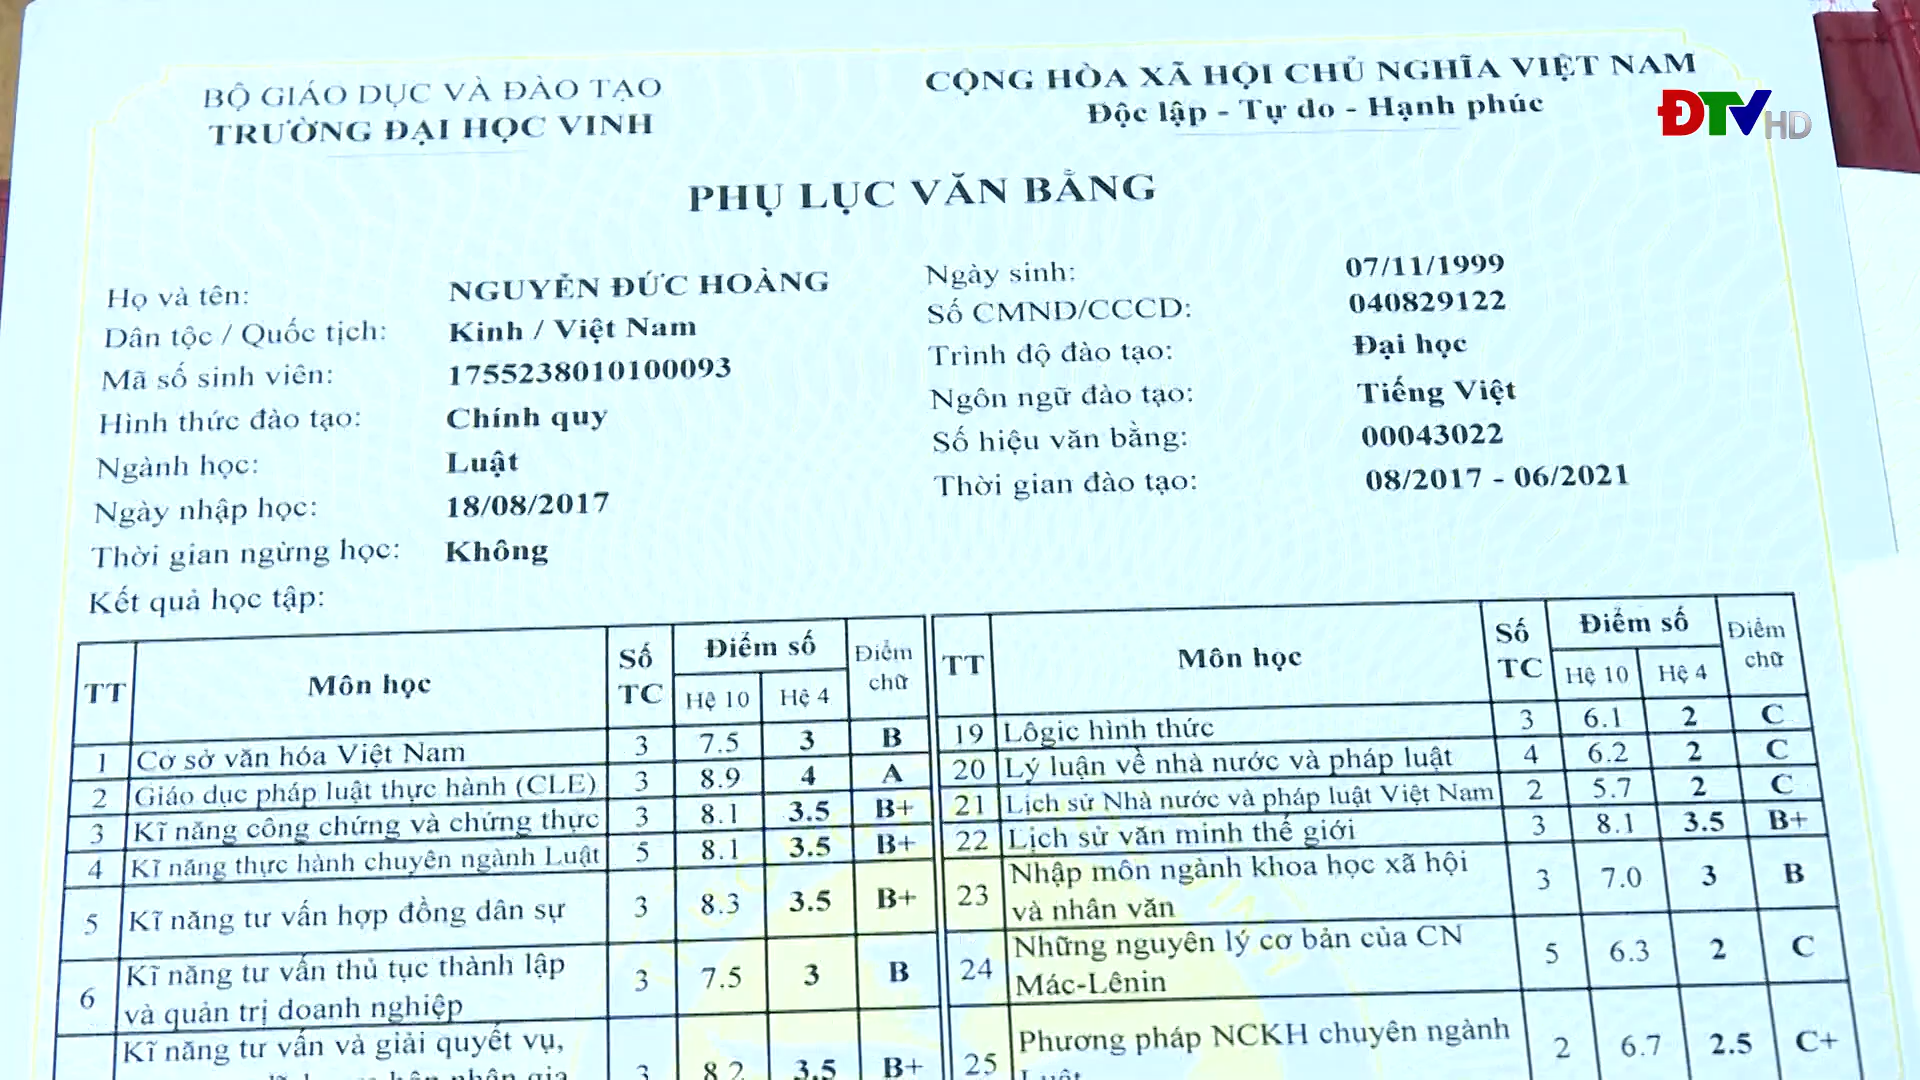 BỘ GIÁO DỤC VÀ ĐÀO TẠO
TRƯỜNG ĐẠI HỌC VINH
CỘNG HÒA XÃ HỘI CHỦ NGHĨA VIỆT NAM
Độc lập - Tự do - Hạnh phúc
ĐTV HD
PHỤ LỤC VĂN BẰNG
Họ và tên: NGUYỄN ĐỨC HOÀNG
Dân tộc / Quốc tịch: Kinh / Việt Nam
Mã số sinh viên: 1755238010100093
Hình thức đào tạo: Chính quy
Ngành học: Luật
Ngày nhập học: 18/08/2017
Thời gian ngừng học: Không
Ngày sinh: 07/11/1999
Số CMND/CCCD: 040829122
Trình độ đào tạo: Đại học
Ngôn ngữ đào tạo: Tiếng Việt
Số hiệu văn bằng: 00043022
Thời gian đào tạo: 08/2017 - 06/2021
Kết quả học tập:
TT Môn học Số TC Điểm số Điểm chữ
Hệ 10 Hệ 4
1 Cơ sở văn hóa Việt Nam 3 7.5 3 B
2 Giáo dục pháp luật thực hành (CLE) 3 8.9 4 A
3 Kĩ năng công chứng và chứng thực 3 8.1 3.5 B+
4 Kĩ năng thực hành chuyên ngành Luật 5 8.1 3.5 B+
5 Kĩ năng tư vấn hợp đồng dân sự 3 8.3 3.5 B+
6 Kĩ năng tư vấn thủ tục thành lập
và quản trị doanh nghiệp 3 7.5 3 B
Kĩ năng tư vấn và giải quyết vụ,
3 8.2 3.5 B+
TT Môn học Số TC Điểm số Điểm chữ
Hệ 10 Hệ 4
19 Lôgic hình thức 3 6.1 2 C
20 Lý luận về nhà nước và pháp luật 4 6.2 2 C
21 Lịch sử Nhà nước và pháp luật Việt Nam 2 5.7 2 C
22 Lịch sử văn minh thế giới 3 8.1 3.5 B+
23 Nhập môn ngành khoa học xã hội
và nhân văn 3 7.0 3 B
24 Những nguyên lý cơ bản của CN
Mác-Lênin 5 6.3 2 C
25 Phương pháp NCKH chuyên ngành
Luật 2 6.7 2.5 C+